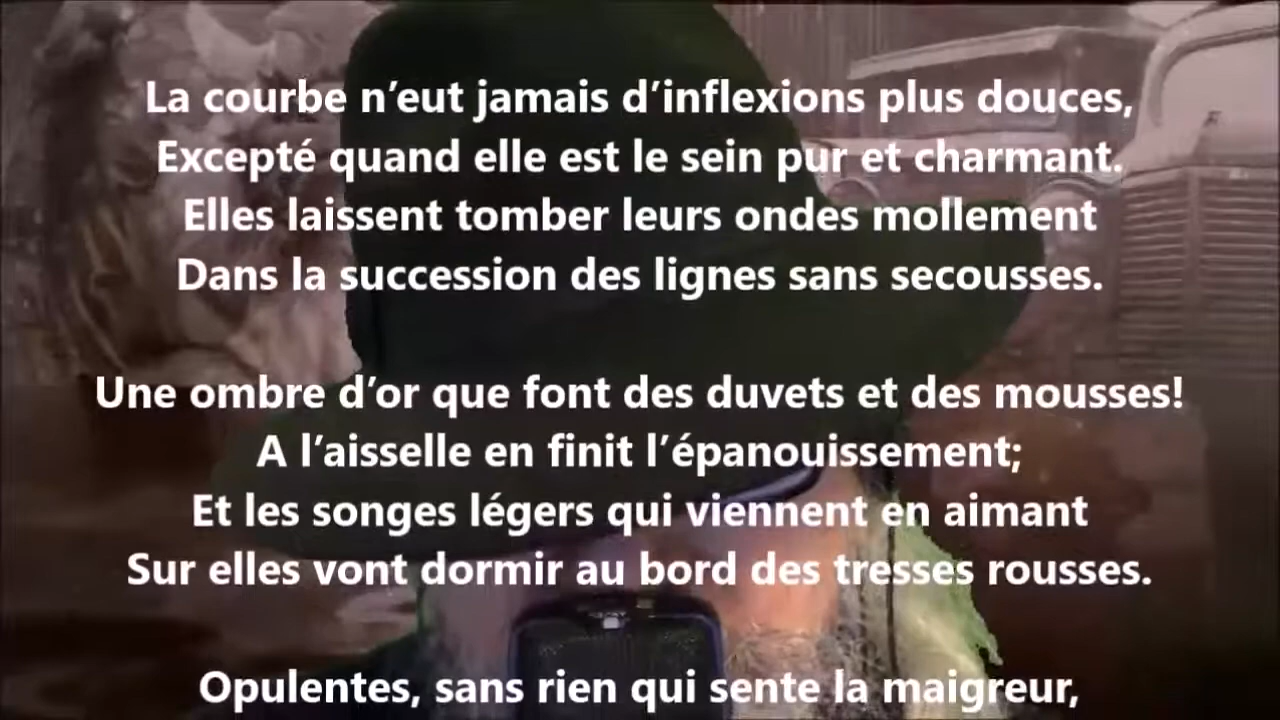 La courbe n’eut jamais d’inflexions plus douces,
Excepté quand elle est le sein pur et charmant.
Elles laissent tomber leurs ondes mollement
Dans la succession des lignes sans secousses.
Une ombre d’or que font des duvets et des mousses!
A l’aisselle en finit l’épanouissement;
Et les songes légers qui viennent en aimant
Sur elles vont dormir au bord des tresses rousses.
Opulentes, sans rien qui sente la maigreur,